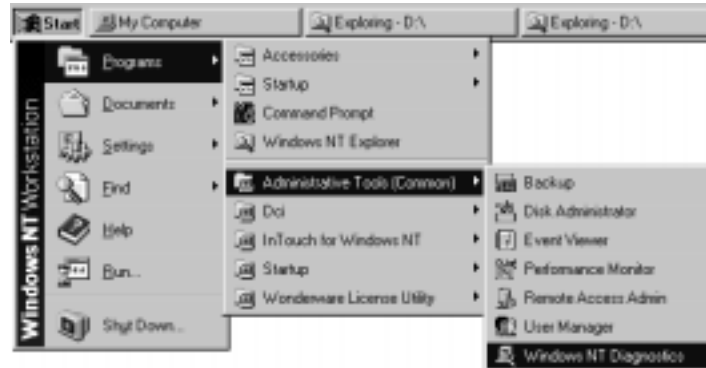 Start My Computer Exploring - D:\ Exploring - D:\
Windows NT Workstation
Programs
Documents
Settings
Find
Help
Run...
Shut Down...
Accessories
Startup
Command Prompt
Windows NT Explorer
Administrative Tools (Common)
Dci
InTouch for Windows NT
Startup
Wonderware License Utility
Backup
Disk Administrator
Event Viewer
Performance Monitor
Remote Access Admin
User Manager
Windows NT Diagnostics